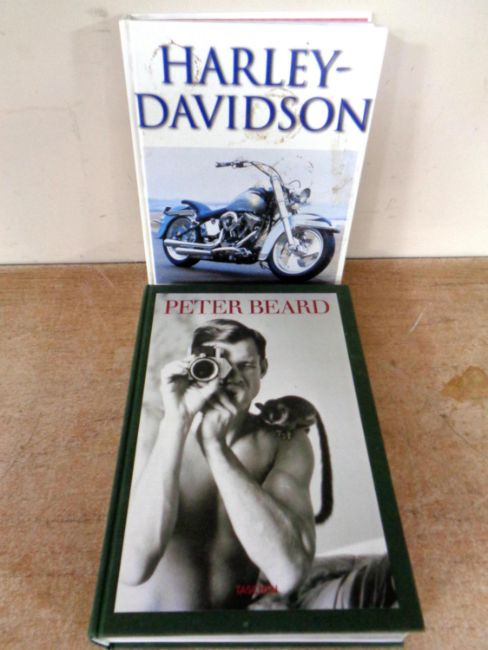 HARLEY-
DAVIDSON
PETER BEARD
TASCHEN